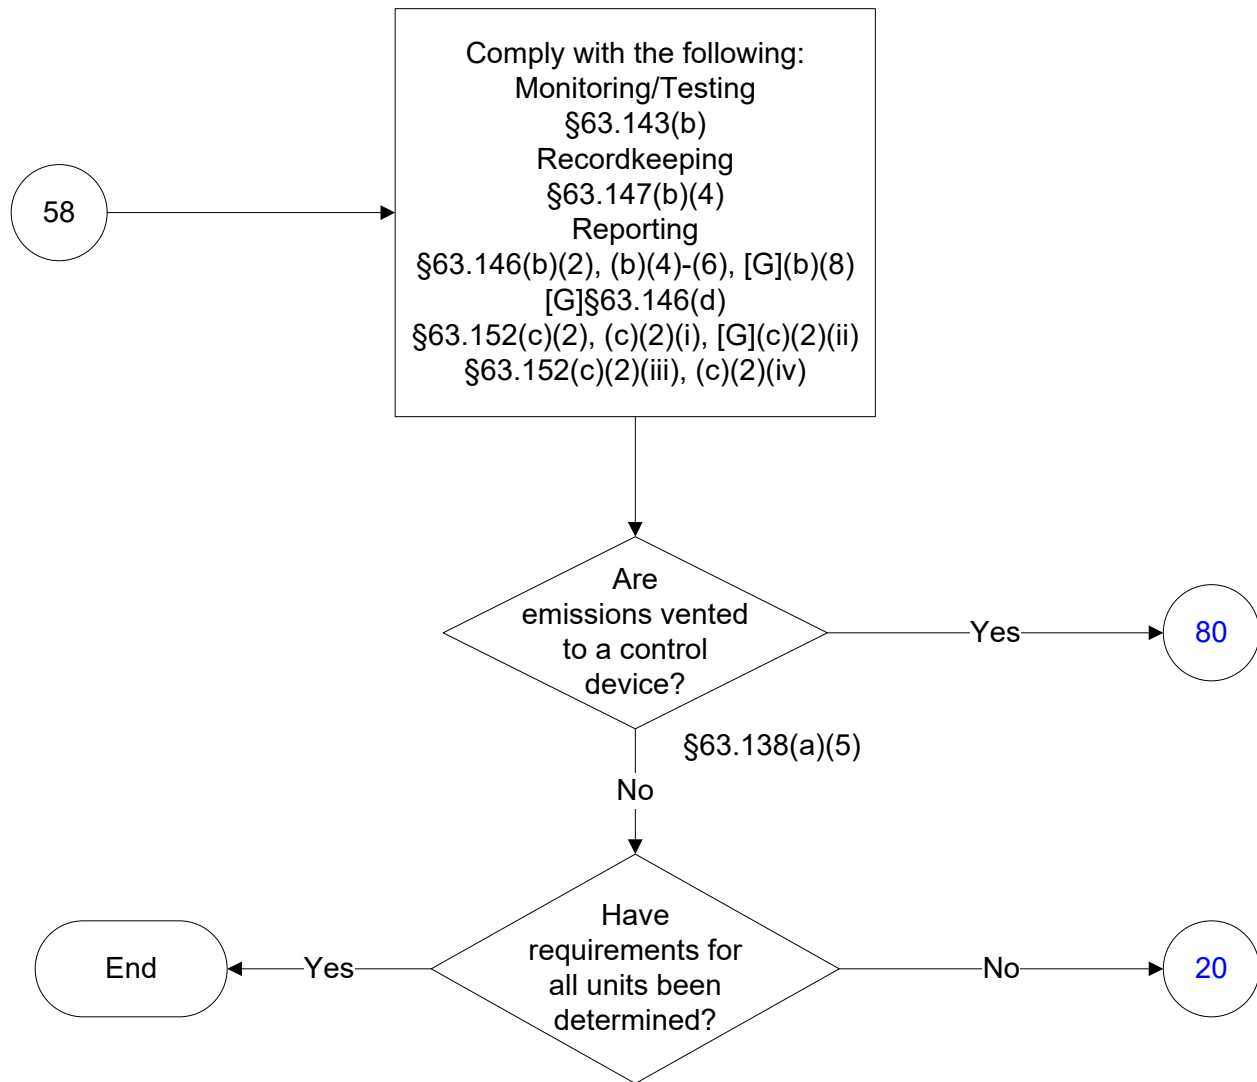 Comply with the following:
Monitoring/Testing
§63.143(b)
Recordkeeping
§63.147(b)(4)
Reporting
§63.146(b)(2), (b)(4)-(6), [G](b)(8)
[G]§63.146(d)
§63.152(c)(2), (c)(2)(i), [G](c)(2)(ii)
§63.152(c)(2)(iii), (c)(2)(iv)
58
Are
emissions vented
to a control
device?
Yes
80
§63.138(a)(5)
No
Have
requirements for
all units been
determined?
Yes
End
No
20